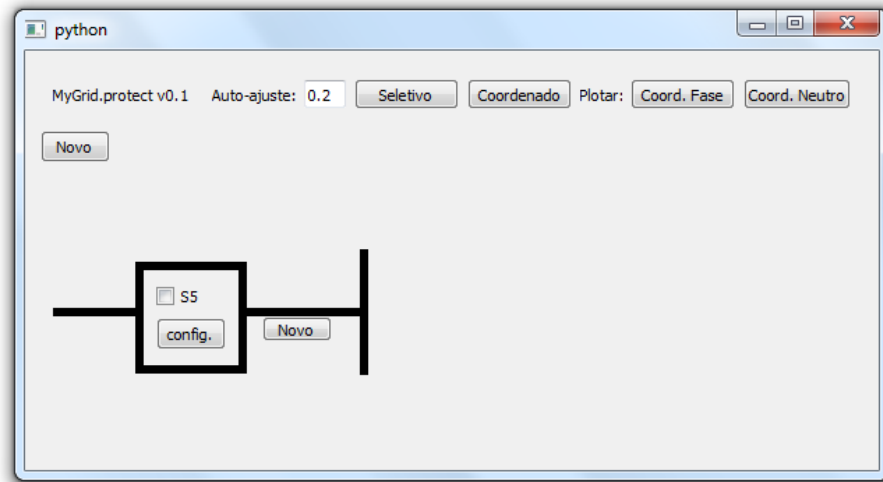 python
MyGrid.protect v0.1 Auto-ajuste: 0.2 Seletivo Coordenado Plotar: Coord. Fase Coord. Neutro
Novo
S5
config. Novo